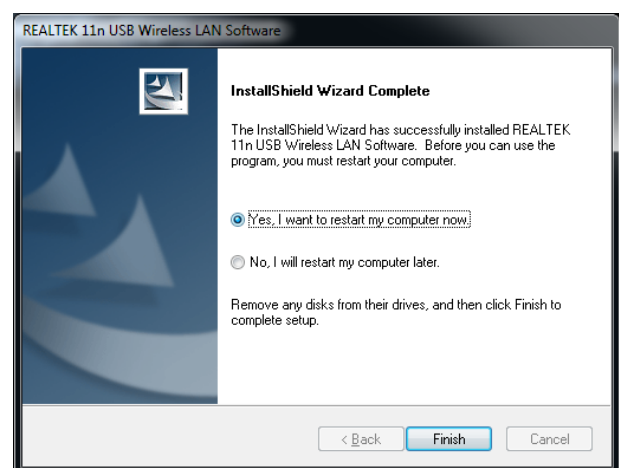 REALTEK 11n USB Wireless LAN Software
InstallShield Wizard Complete
The InstallShield Wizard has successfully installed REALTEK
11n USB Wireless LAN Software. Before you can use the
program, you must restart your computer.
Yes, I want to restart my computer now.
No, I will restart my computer later.
Remove any disks from their drives, and then click Finish to
complete setup.
< Back Finish Cancel